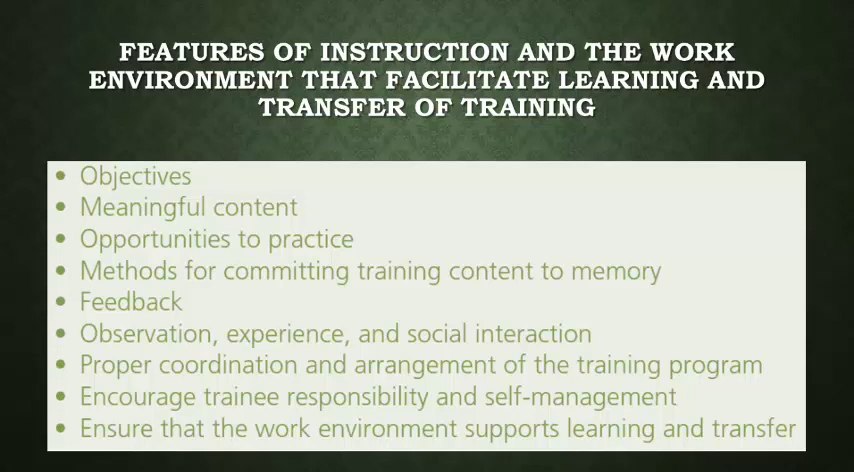 FEATURES OF INSTRUCTION AND THE WORK
ENVIRONMENT THAT FACILITATE LEARNING AND
TRANSFER OF TRAINING
• Objectives
• Meaningful content
• Opportunities to practice
• Methods for committing training content to memory
• Feedback
• Observation, experience, and social interaction
• Proper coordination and arrangement of the training program
• Encourage trainee responsibility and self-management
• Ensure that the work environment supports learning and transfer